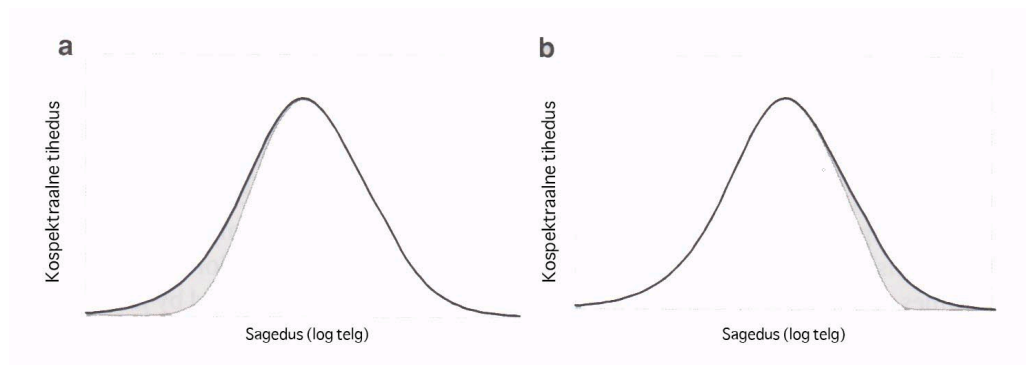 a
Kospektraalne tihedus
Sagedus (log telg)
b
Kospektraalne tihedus
Sagedus (log telg)